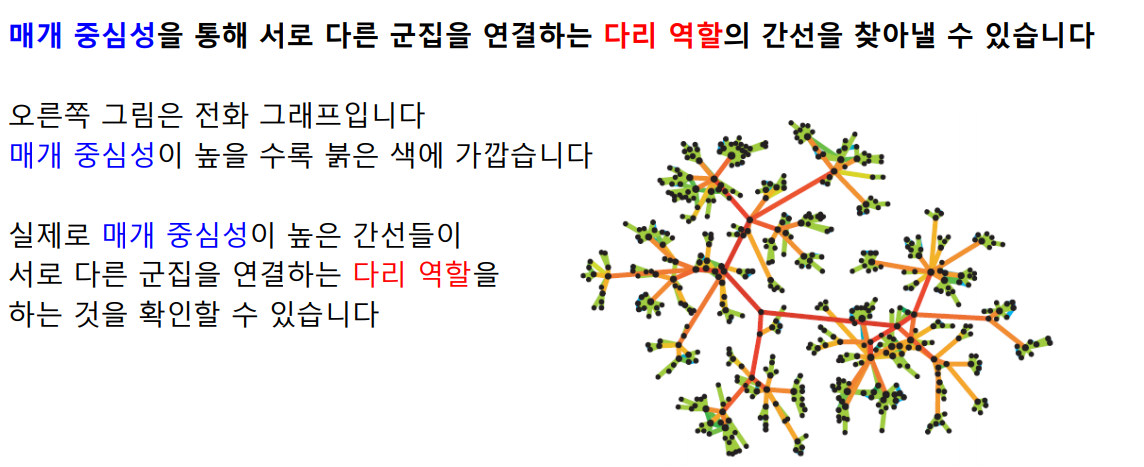 매개 중심성을 통해 서로 다른 군집을 연결하는 다리 역할의 간선을 찾아낼 수 있습니다
오른쪽 그림은 전화 그래프입니다
매개 중심성이 높을 수록 붉은 색에 가깝습니다
실제로 매개 중심성이 높은 간선들이
서로 다른 군집을 연결하는 다리 역할을
하는 것을 확인할 수 있습니다